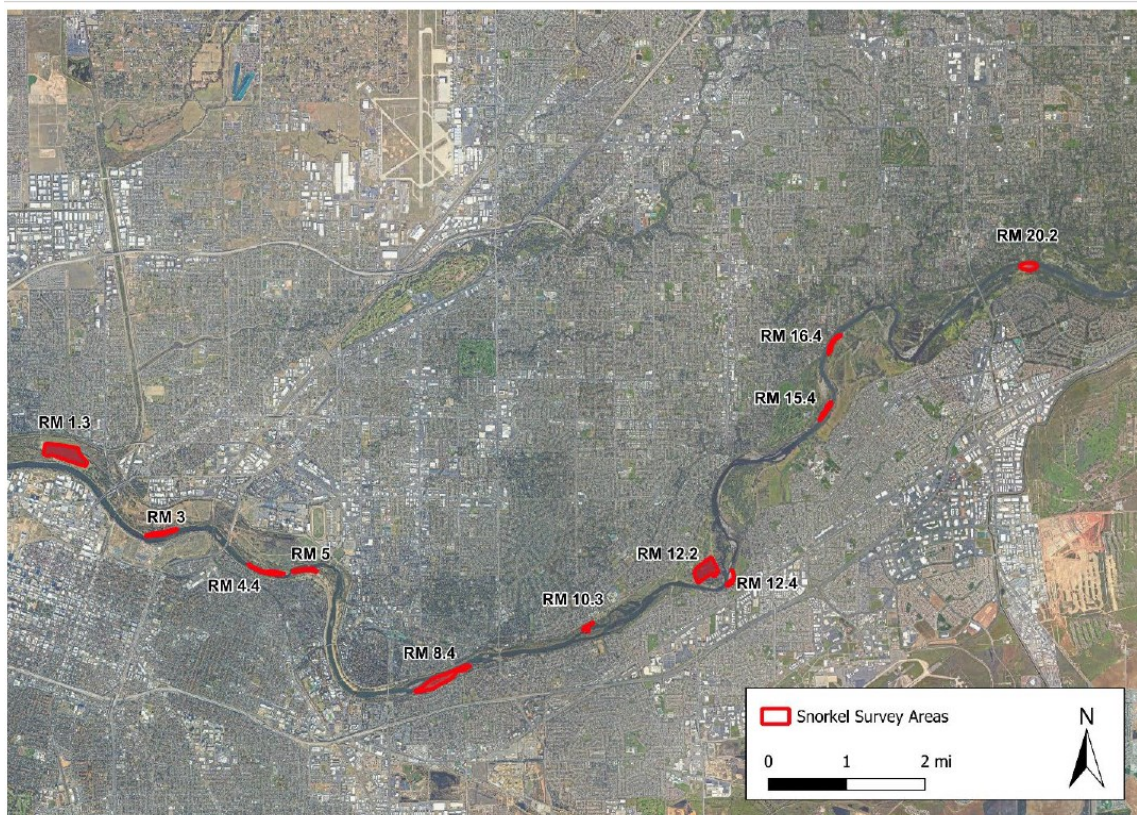 RM 20.2
RM 16.4
RM 15.4
RM 1.3
RM 3
RM 5
RM 4.4
RM 12.2
RM 12.4
RM 10.3
RM 8.4
Snorkel Survey Areas
N
0 1 2 mi